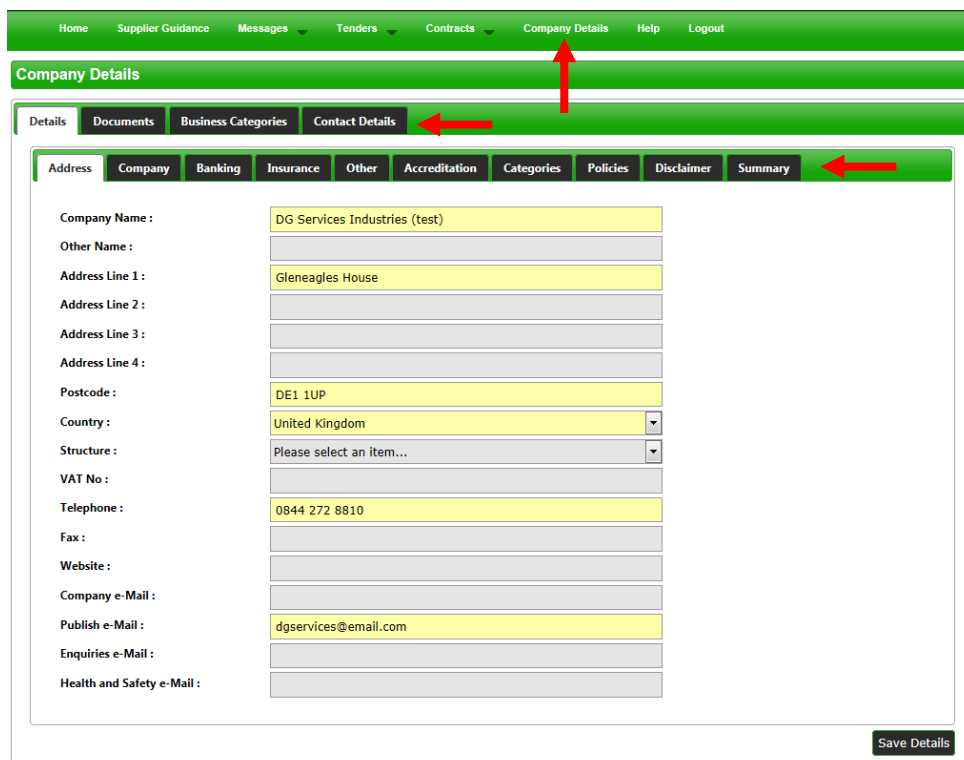 Home Supplier Guidance Messages Tenders Contracts Company Details Help Logout
Company Details
Details Documents Business Categories Contact Details
Address Company Banking Insurance Other Accreditation Categories Policies Disclaimer Summary
Company Name : DG Services Industries (test)
Other Name :
Address Line 1 : Gleneagles House
Address Line 2 :
Address Line 3 :
Address Line 4 :
Postcode : DE1 1UP
Country : United Kingdom
Structure : Please select an item...
VAT No :
Telephone : 0844 272 8810
Fax :
Website :
Company e-Mail :
Publish e-Mail : dgservices@email.com
Enquiries e-Mail :
Health and Safety e-Mail :
Save Details